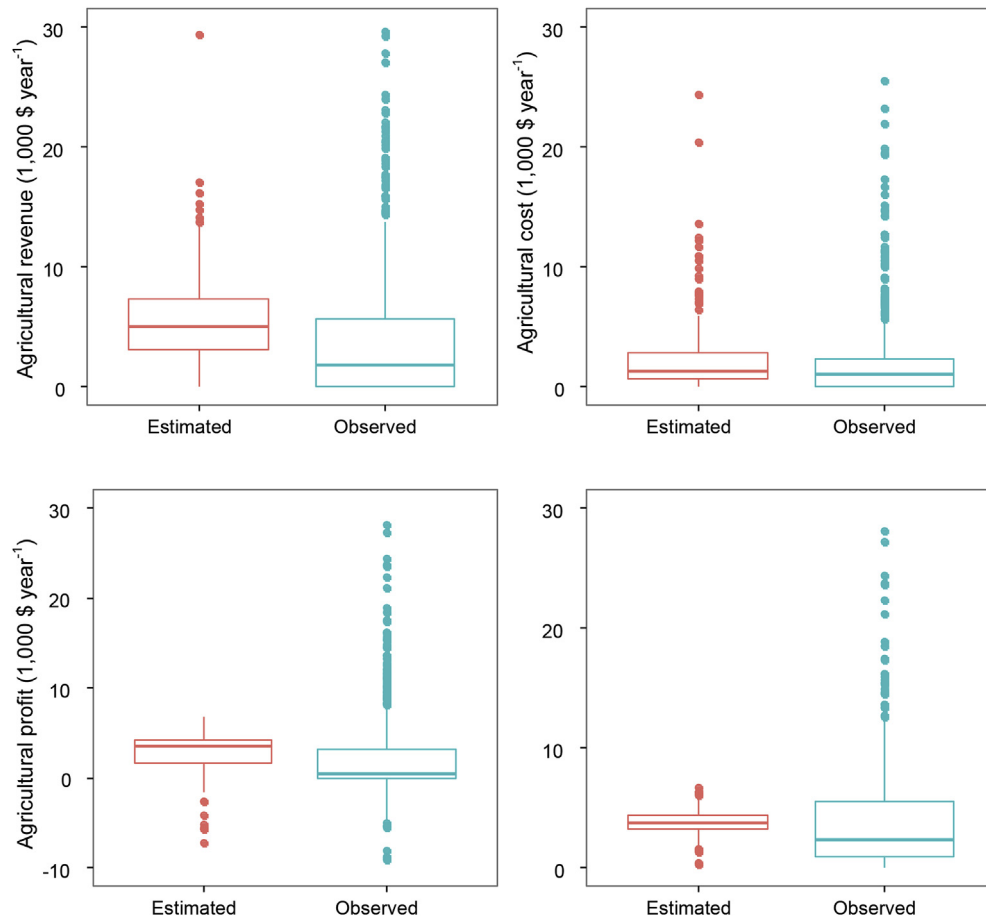 Agricultural revenue (1,000 $ year-1)
30
20
10
0
Estimated
Observed
Agricultural cost (1,000 $ year-1)
30
20
10
0
Estimated
Observed
Agricultural profit (1,000 $ year-1)
30
20
10
0
-10
Estimated
Observed
30
20
10
0
Estimated
Observed